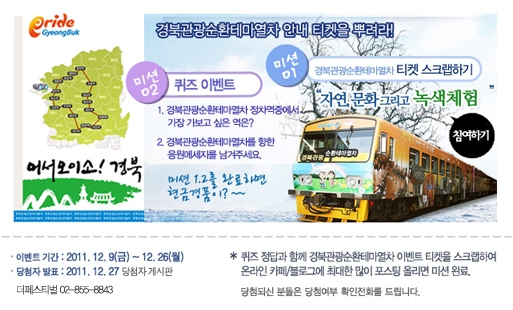 pride
GyeongBuk
경북관광순환테마열차 안내 티켓을 뿌려라!
미션
01
경북관광순환테마열차 티켓 스크랩하기
미션
02
퀴즈 이벤트
1. 경북관광순환테마열차 정차역중에서
가장 가보고 싶은 역은?
2. 경북관광순환테마열차를 향한
응원메세지를 남겨주세요.
미션 1,2를 완료하면
현금경품이?~~
"자연, 문화 그리고 녹색체험"
참여하기
경북관광 순환테마열차
어서오이소! 경북
· 이벤트 기간 : 2011. 12. 9(금) ~ 12. 26(월)
· 당첨자 발표 : 2011. 12. 27 당첨자 게시판
더페스티벌 02-855-8843
* 퀴즈 정답과 함께 경북관광순환테마열차 이벤트 티켓을 스크랩하여
온라인 카페/블로그에 최대한 많이 포스팅 올리면 미션 완료.
당첨되신 분들은 당첨여부 확인전화를 드립니다.